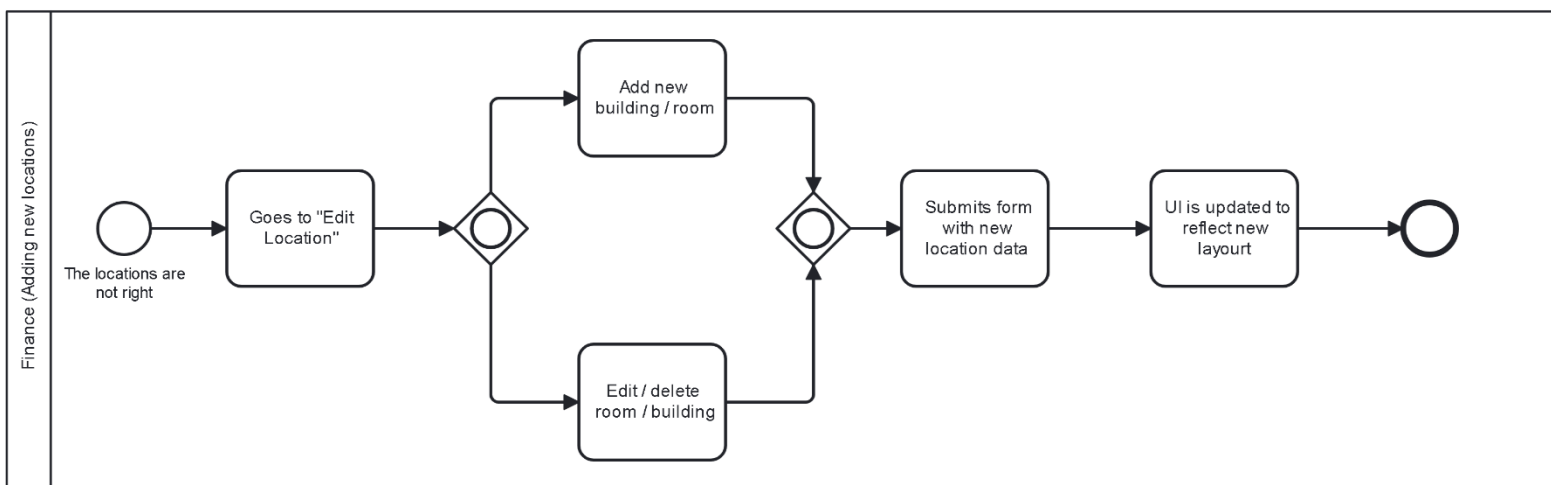 Finance (Adding new locations)
The locations are
not right
Goes to "Edit
Location"
Add new
building / room
Edit / delete
room / building
Submits form
with new
location data
UI is updated to
reflect new
layourt